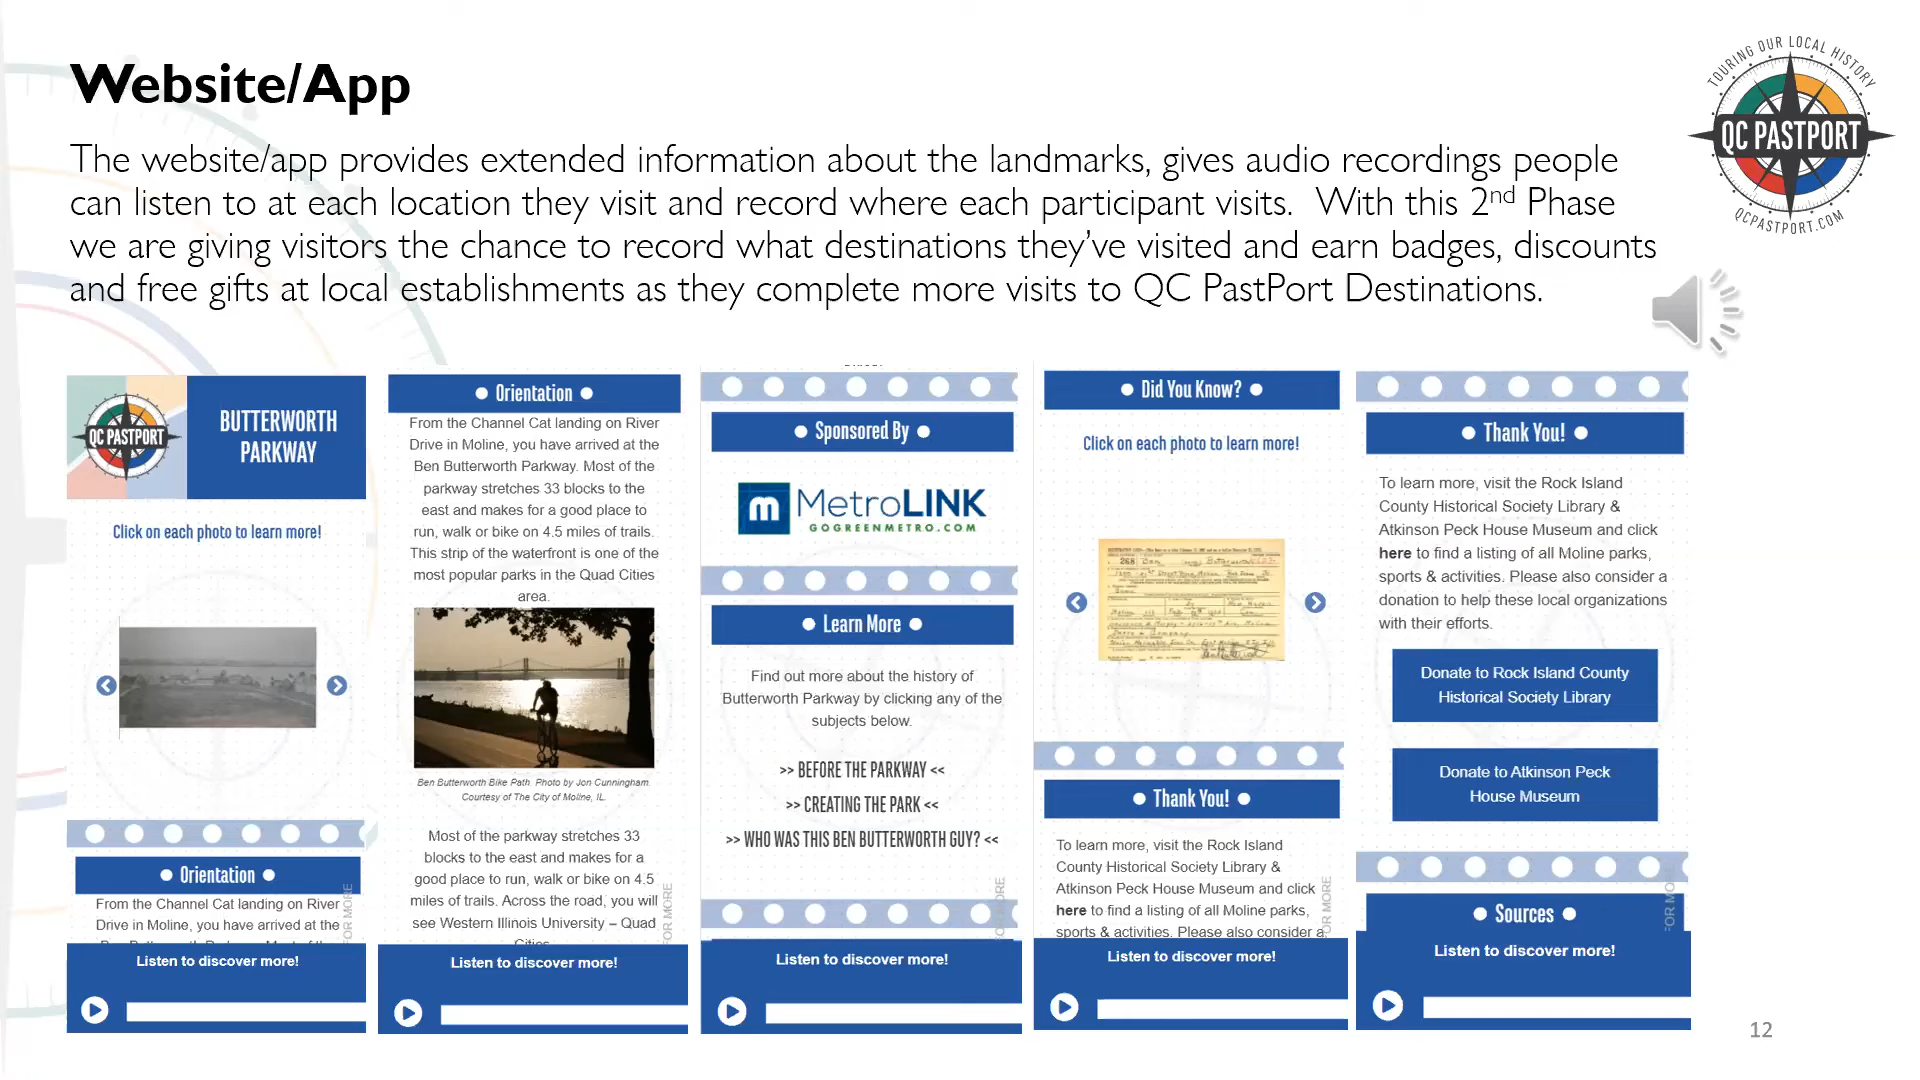 Website/App
TOURING OUR LOCAL HISTORY
QC PASTPORT
QCPASTPORT.COM
The website/app provides extended information about the landmarks, gives audio recordings people
can listen to at each location they visit and record where each participant visits.  With this 2nd Phase
we are giving visitors the chance to record what destinations they've visited and earn badges, discounts
and free gifts at local establishments as they complete more visits to QC PastPort Destinations.
QC PASTPORT
BUTTERWORTH
PARKWAY
Click on each photo to learn more!
Orientation
From the Channel Cat landing on River
Drive in Moline, you have arrived at the
FOR MORE
Listen to discover more!
Orientation
From the Channel Cat landing on River
Drive in Moline, you have arrived at the
Ben Butterworth Parkway. Most of the
parkway stretches 33 blocks to the
east and makes for a good place to
run, walk or bike on 4.5 miles of trails.
This strip of the waterfront is one of the
most popular parks in the Quad Cities
area.
Ben Butterworth Bike Path. Photo by Jon Cunningham.
Courtesy of The City of Moline, IL.
Most of the parkway stretches 33
blocks to the east and makes for a
good place to run, walk or bike on 4.5
miles of trails. Across the road, you will
see Western Illinois University – Quad
Cities
FOR MORE
Listen to discover more!
Sponsored By
m MetroLINK
GOGREENMETRO.COM
Learn More
Find out more about the history of
Butterworth Parkway by clicking any of the
subjects below.
>> BEFORE THE PARKWAY <<
>> CREATING THE PARK <<
>> WHO WAS THIS BEN BUTTERWORTH GUY? <<
FOR MORE
Listen to discover more!
Did You Know?
Click on each photo to learn more!
268 Ben Butterworth
Thank You!
To learn more, visit the Rock Island
County Historical Society Library &
Atkinson Peck House Museum and click
here to find a listing of all Moline parks,
sports & activities. Please also consider a
FOR MORE
Listen to discover more!
Thank You!
To learn more, visit the Rock Island
County Historical Society Library &
Atkinson Peck House Museum and click
here to find a listing of all Moline parks,
sports & activities. Please also consider a
donation to help these local organizations
with their efforts.
Donate to Rock Island County
Historical Society Library
Donate to Atkinson Peck
House Museum
Sources
FOR MORE
Listen to discover more!
12